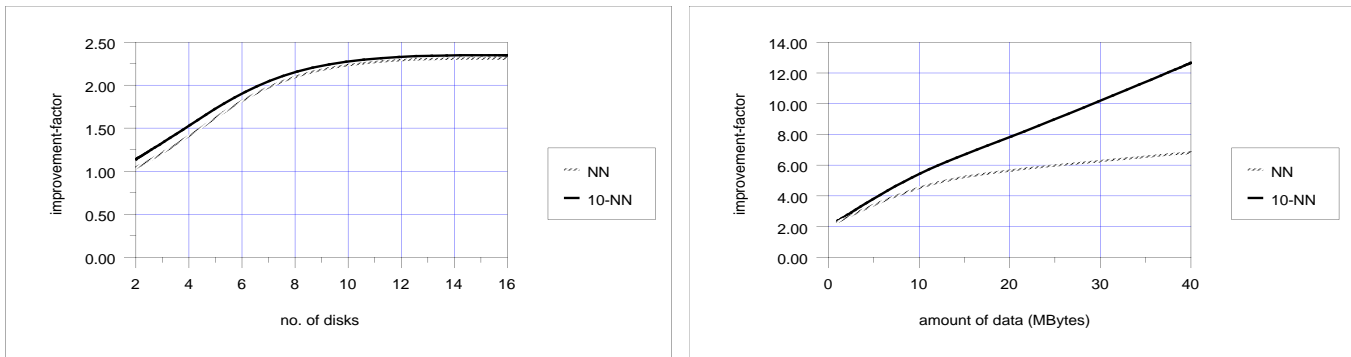 2.50
2.00
1.50
1.00
0.50
0.00
improvement-factor
2 4 6 8 10 12 14 16
no. of disks
NN
10-NN
14.00
12.00
10.00
8.00
6.00
4.00
2.00
0.00
improvement-factor
0 10 20 30 40
amount of data (MBytes)
NN
10-NN